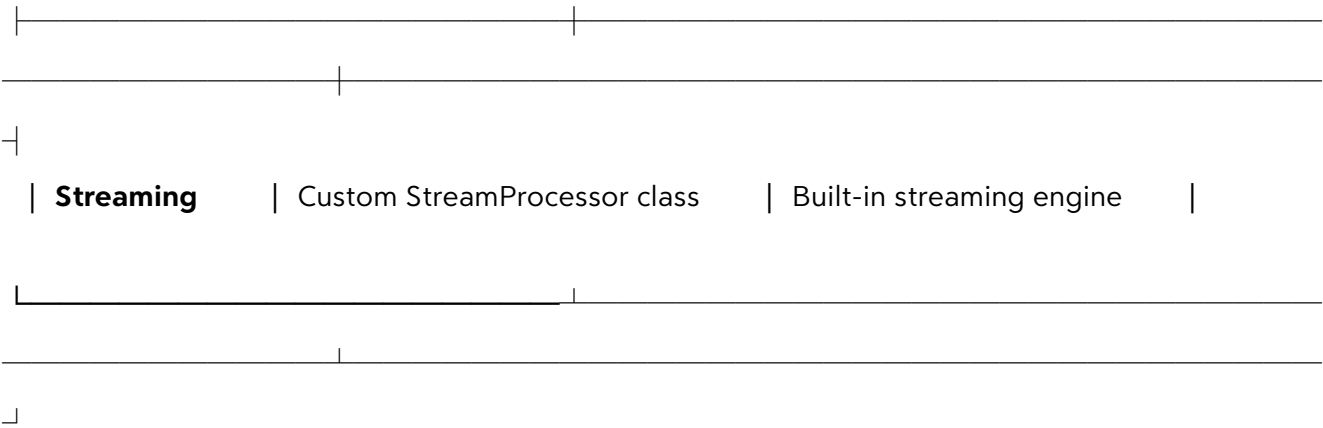 | Streaming | Custom StreamProcessor class | Built-in streaming engine |